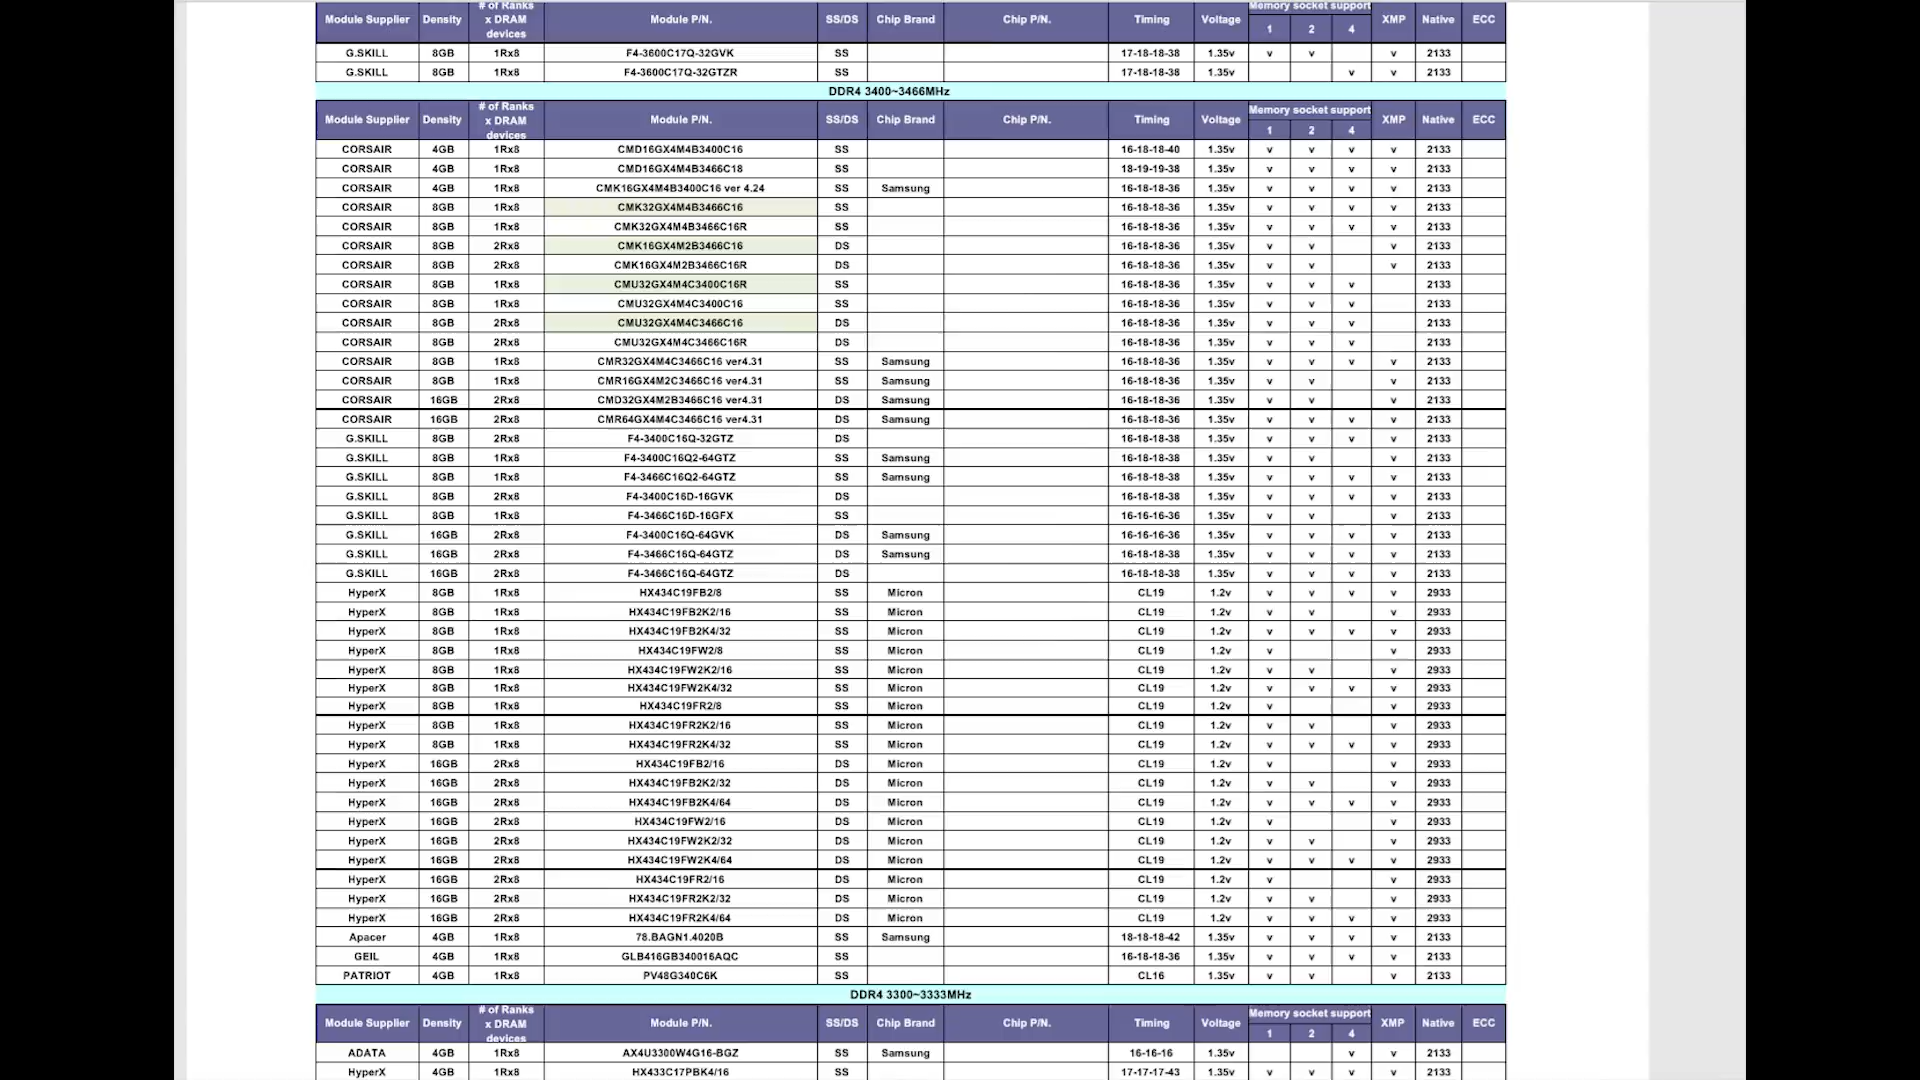 Module Supplier Density # of Ranks x DRAM devices Module P/N. SS/DS Chip Brand Chip P/N. Timing Voltage Memory socket support 1 2 4 XMP Native ECC
G.SKILL 8GB 1Rx8 F4-3600C17Q-32GVK SS 17-18-18-38 1.35v v v v 2133
G.SKILL 8GB 1Rx8 F4-3600C17Q-32GTZR SS 17-18-18-38 1.35v v v 2133
DDR4 3400~3466MHz
Module Supplier Density # of Ranks x DRAM devices Module P/N. SS/DS Chip Brand Chip P/N. Timing Voltage Memory socket support 1 2 4 XMP Native ECC
CORSAIR 4GB 1Rx8 CMD16GX4M4B3400C16 SS 16-18-18-40 1.35v v v v v 2133
CORSAIR 4GB 1Rx8 CMD16GX4M4B3466C18 SS 18-19-19-38 1.35v v v v v 2133
CORSAIR 4GB 1Rx8 CMK16GX4M4B3400C16 ver 4.24 SS Samsung 16-18-18-36 1.35v v v v v 2133
CORSAIR 8GB 1Rx8 CMK32GX4M4B3466C16 SS 16-18-18-36 1.35v v v v v 2133
CORSAIR 8GB 1Rx8 CMK32GX4M4B3466C16R SS 16-18-18-36 1.35v v v v v 2133
CORSAIR 8GB 2Rx8 CMK16GX4M2B3466C16 DS 16-18-18-36 1.35v v v v 2133
CORSAIR 8GB 2Rx8 CMK16GX4M2B3466C16R DS 16-18-18-36 1.35v v v v 2133
CORSAIR 8GB 1Rx8 CMU32GX4M4C3400C16R SS 16-18-18-36 1.35v v v v 2133
CORSAIR 8GB 1Rx8 CMU32GX4M4C3400C16 SS 16-18-18-36 1.35v v v v 2133
CORSAIR 8GB 2Rx8 CMU32GX4M4C3466C16 DS 16-18-18-36 1.35v v v v 2133
CORSAIR 8GB 2Rx8 CMU32GX4M4C3466C16R DS 16-18-18-36 1.35v v v v 2133
CORSAIR 8GB 1Rx8 CMR32GX4M4C3466C16 ver4.31 SS Samsung 16-18-18-36 1.35v v v v v 2133
CORSAIR 8GB 1Rx8 CMR16GX4M2C3466C16 ver4.31 SS Samsung 16-18-18-36 1.35v v v v 2133
CORSAIR 16GB 2Rx8 CMD32GX4M2B3466C16 ver4.31 DS Samsung 16-18-18-36 1.35v v v v 2133
CORSAIR 16GB 2Rx8 CMR64GX4M4C3466C16 ver4.31 DS Samsung 16-18-18-36 1.35v v v v v 2133
G.SKILL 8GB 2Rx8 F4-3400C16Q-32GTZ DS 16-18-18-38 1.35v v v v v 2133
G.SKILL 8GB 1Rx8 F4-3400C16Q2-64GTZ SS Samsung 16-18-18-38 1.35v v v v 2133
G.SKILL 8GB 1Rx8 F4-3466C16Q2-64GTZ SS Samsung 16-18-18-38 1.35v v v v v 2133
G.SKILL 8GB 2Rx8 F4-3400C16D-16GVK DS 16-18-18-38 1.35v v v v v 2133
G.SKILL 8GB 1Rx8 F4-3466C16D-16GFX SS 16-16-16-36 1.35v v v v 2133
G.SKILL 16GB 2Rx8 F4-3400C16Q-64GVK DS Samsung 16-16-16-36 1.35v v v v v 2133
G.SKILL 16GB 2Rx8 F4-3466C16Q-64GTZ DS Samsung 16-18-18-38 1.35v v v v v 2133
G.SKILL 16GB 2Rx8 F4-3466C16Q-64GTZ DS 16-18-18-38 1.35v v v v v 2133
HyperX 8GB 1Rx8 HX434C19FB2/8 SS Micron CL19 1.2v v v v v 2933
HyperX 8GB 1Rx8 HX434C19FB2K2/16 SS Micron CL19 1.2v v v v 2933
HyperX 8GB 1Rx8 HX434C19FB2K4/32 SS Micron CL19 1.2v v v v v 2933
HyperX 8GB 1Rx8 HX434C19FW2/8 SS Micron CL19 1.2v v v 2933
HyperX 8GB 1Rx8 HX434C19FW2K2/16 SS Micron CL19 1.2v v v v 2933
HyperX 8GB 1Rx8 HX434C19FW2K4/32 SS Micron CL19 1.2v v v v v 2933
HyperX 8GB 1Rx8 HX434C19FR2/8 SS Micron CL19 1.2v v v 2933
HyperX 8GB 1Rx8 HX434C19FR2K2/16 SS Micron CL19 1.2v v v v 2933
HyperX 8GB 1Rx8 HX434C19FR2K4/32 SS Micron CL19 1.2v v v v v 2933
HyperX 16GB 2Rx8 HX434C19FB2/16 DS Micron CL19 1.2v v v 2933
HyperX 16GB 2Rx8 HX434C19FB2K2/32 DS Micron CL19 1.2v v v v 2933
HyperX 16GB 2Rx8 HX434C19FB2K4/64 DS Micron CL19 1.2v v v v v 2933
HyperX 16GB 2Rx8 HX434C19FW2/16 DS Micron CL19 1.2v v v 2933
HyperX 16GB 2Rx8 HX434C19FW2K2/32 DS Micron CL19 1.2v v v v 2933
HyperX 16GB 2Rx8 HX434C19FW2K4/64 DS Micron CL19 1.2v v v v v 2933
HyperX 16GB 2Rx8 HX434C19FR2/16 DS Micron CL19 1.2v v v 2933
HyperX 16GB 2Rx8 HX434C19FR2K2/32 DS Micron CL19 1.2v v v v 2933
HyperX 16GB 2Rx8 HX434C19FR2K4/64 DS Micron CL19 1.2v v v v v 2933
Apacer 4GB 1Rx8 78.BAGN1.4020B SS Samsung 18-18-18-42 1.35v v v v v 2133
GEIL 4GB 1Rx8 GLB416GB340016AQC SS 16-18-18-36 1.35v v v v v 2133
PATRIOT 4GB 1Rx8 PV48G340C6K SS CL16 1.35v v v v 2133
DDR4 3300~3333MHz
Module Supplier Density # of Ranks x DRAM devices Module P/N. SS/DS Chip Brand Chip P/N. Timing Voltage Memory socket support 1 2 4 XMP Native ECC
ADATA 4GB 1Rx8 AX4U3300W4G16-BGZ SS Samsung 16-16-16 1.35v v v 2133
HyperX 4GB 1Rx8 HX433C17PBK4/16 SS 17-17-17-43 1.35v v v v v 2133